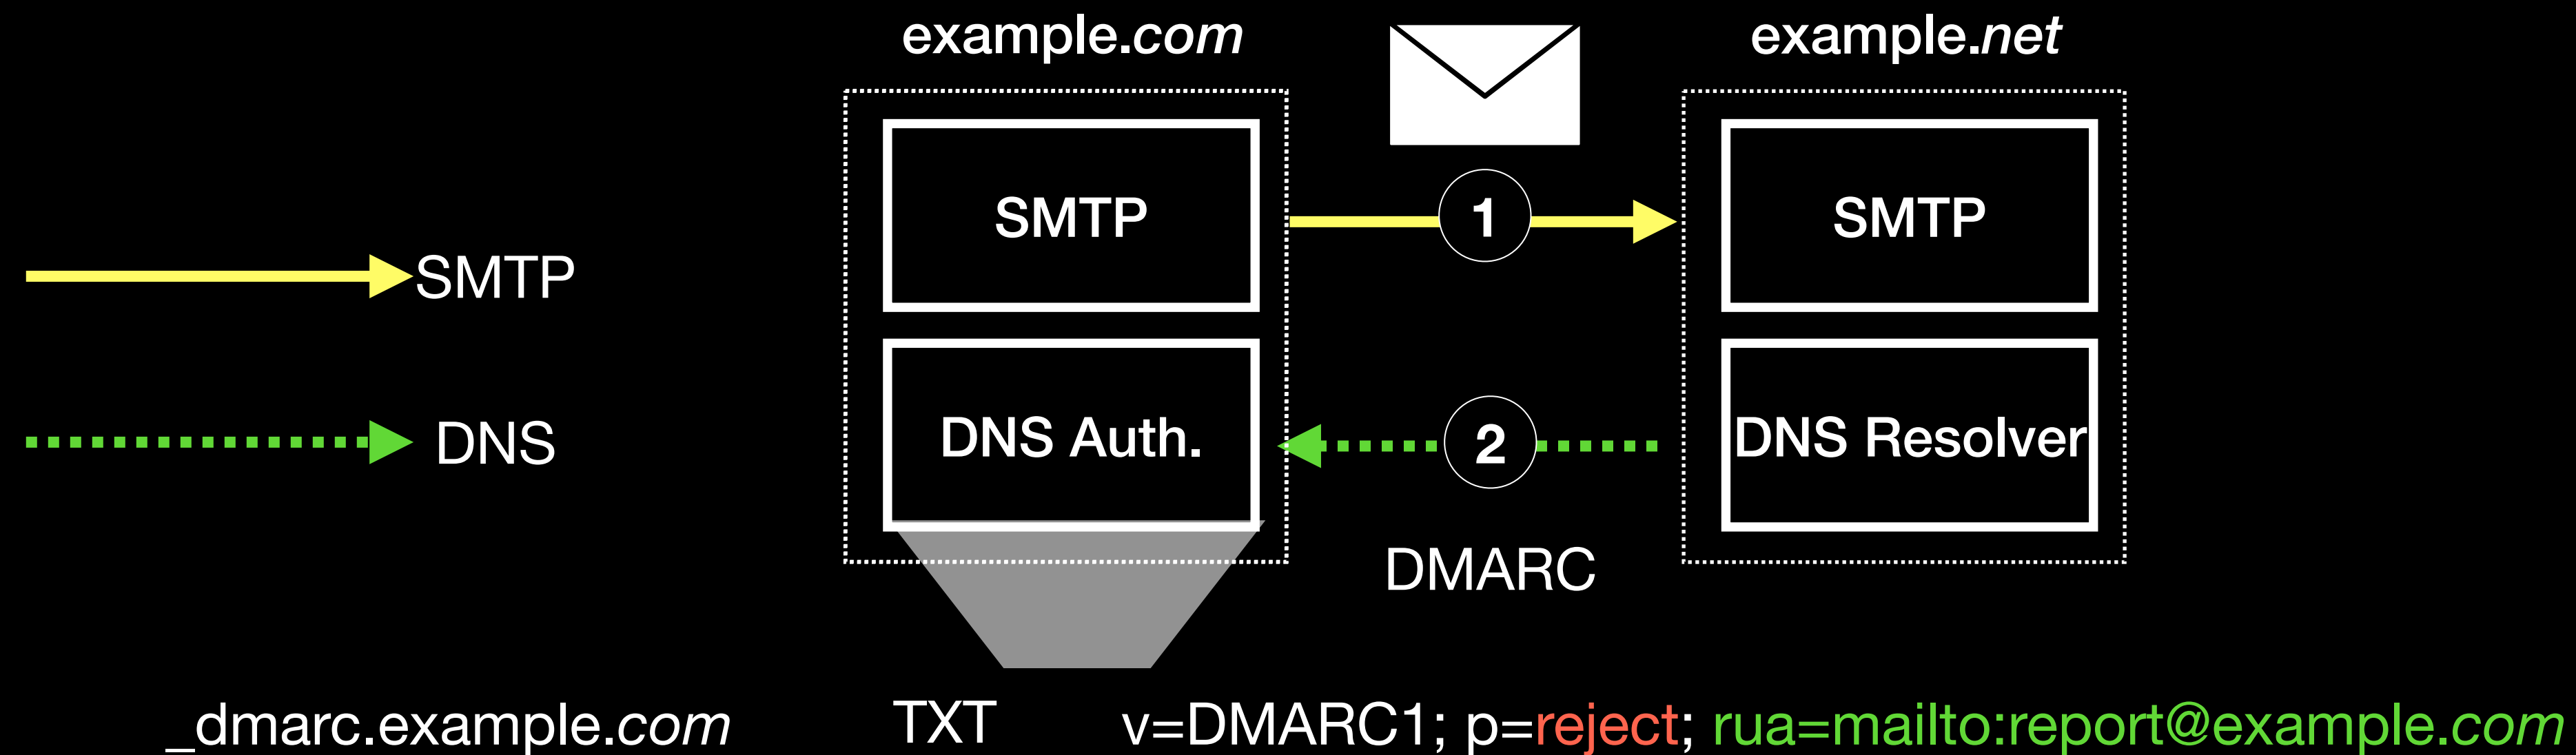 example.com
example.net
SMTP
1
SMTP
SMTP
DNS
DNS Auth.
2
DNS Resolver
DMARC
_dmarc.example.com TXT v=DMARC1; p=reject; rua=mailto:report@example.com